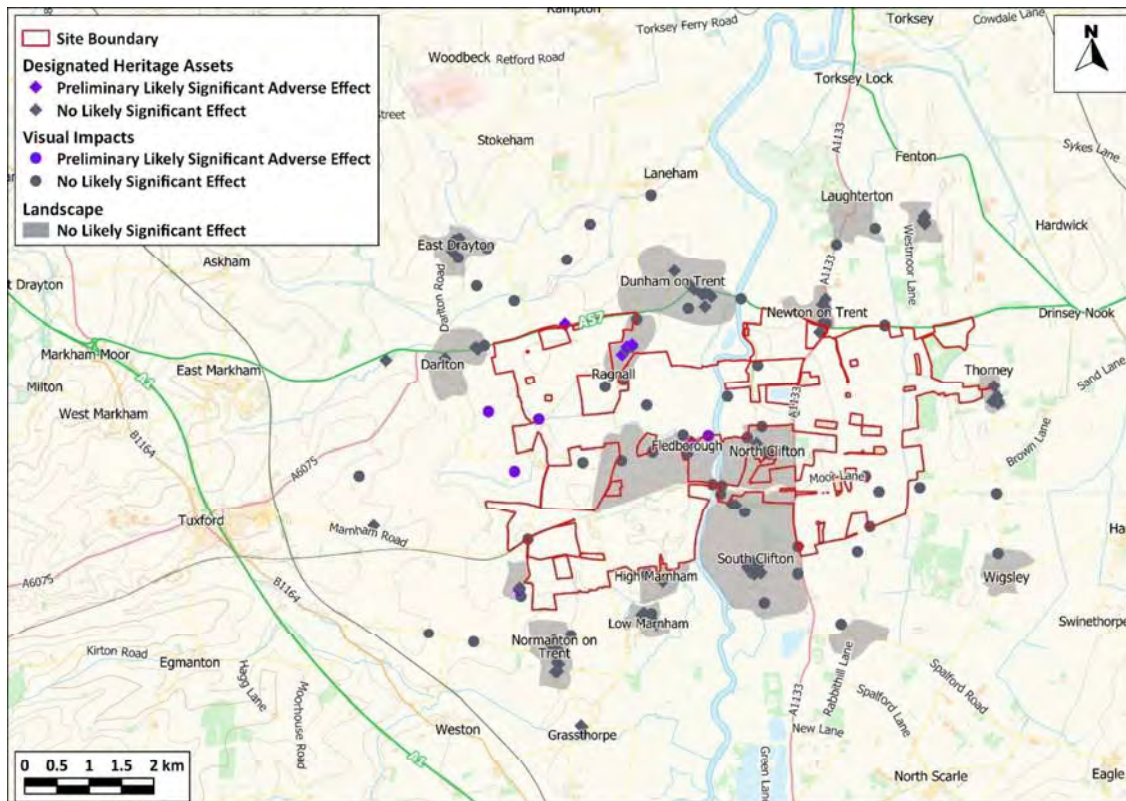 Site Boundary
Designated Heritage Assets
Preliminary Likely Significant Adverse Effect
No Likely Significant Effect
Visual Impacts
Preliminary Likely Significant Adverse Effect
No Likely Significant Effect
Landscape
No Likely Significant Effect
N
Rampton
Torksey Ferry Road
Torksey
Cowdale Lane
Woodbeck
Retford Road
Torksey Lock
Street
A1133
Stokeham
Fenton
Sykes Lane
Laneham
Laughterton
Hardwick
East Drayton
Westmoor Lane
Askham
A1133
Dunham on Trent
t Drayton
Darlton Road
A57
Newton on Trent
Drinsey Nook
Markham Moor
East Markham
Darlton
Ragnall
Thorney
Sand Lane
Milton
A1
West Markham
A1133
B1164
Fledborough
North Clifton
Brown Lane
A6075
Moor Lane
Tuxford
Marnham Road
Ha
South Clifton
A6075
High Marnham
Wigsley
B1164
Low Marnham
Swinethorpe
Normanton on
Trent
Kirton Road
Egmanton
Hagg Lane
Moorhouse Road
Rabbithill Lane
Spalford Road
Spalford Lane
A1133
Weston
Grassthorpe
New Lane
A1
Green Lane
North Scarle
Eagle
0 0.5 1 1.5 2 km